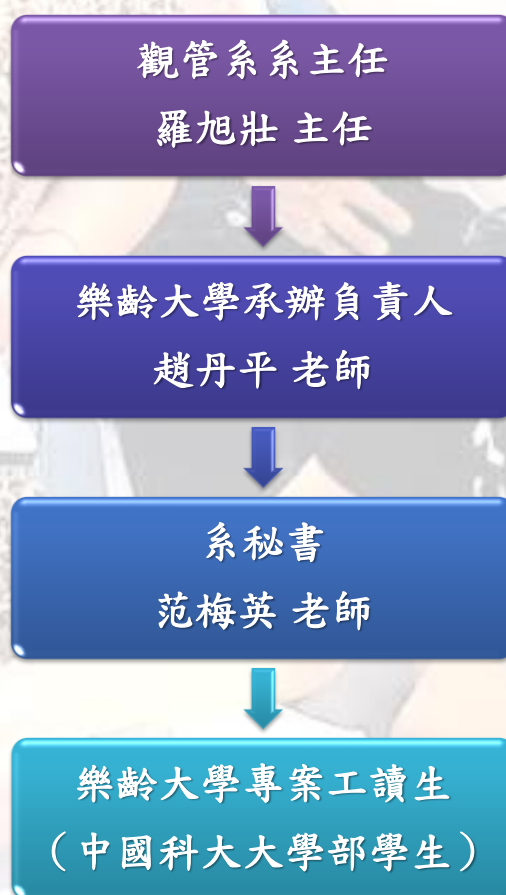 觀管系系主任
羅旭壯 主任
樂齡大學承辦負責人
趙丹平 老師
系秘書
范梅英 老師
樂齡大學專案工讀生
（中國科大大學部學生）